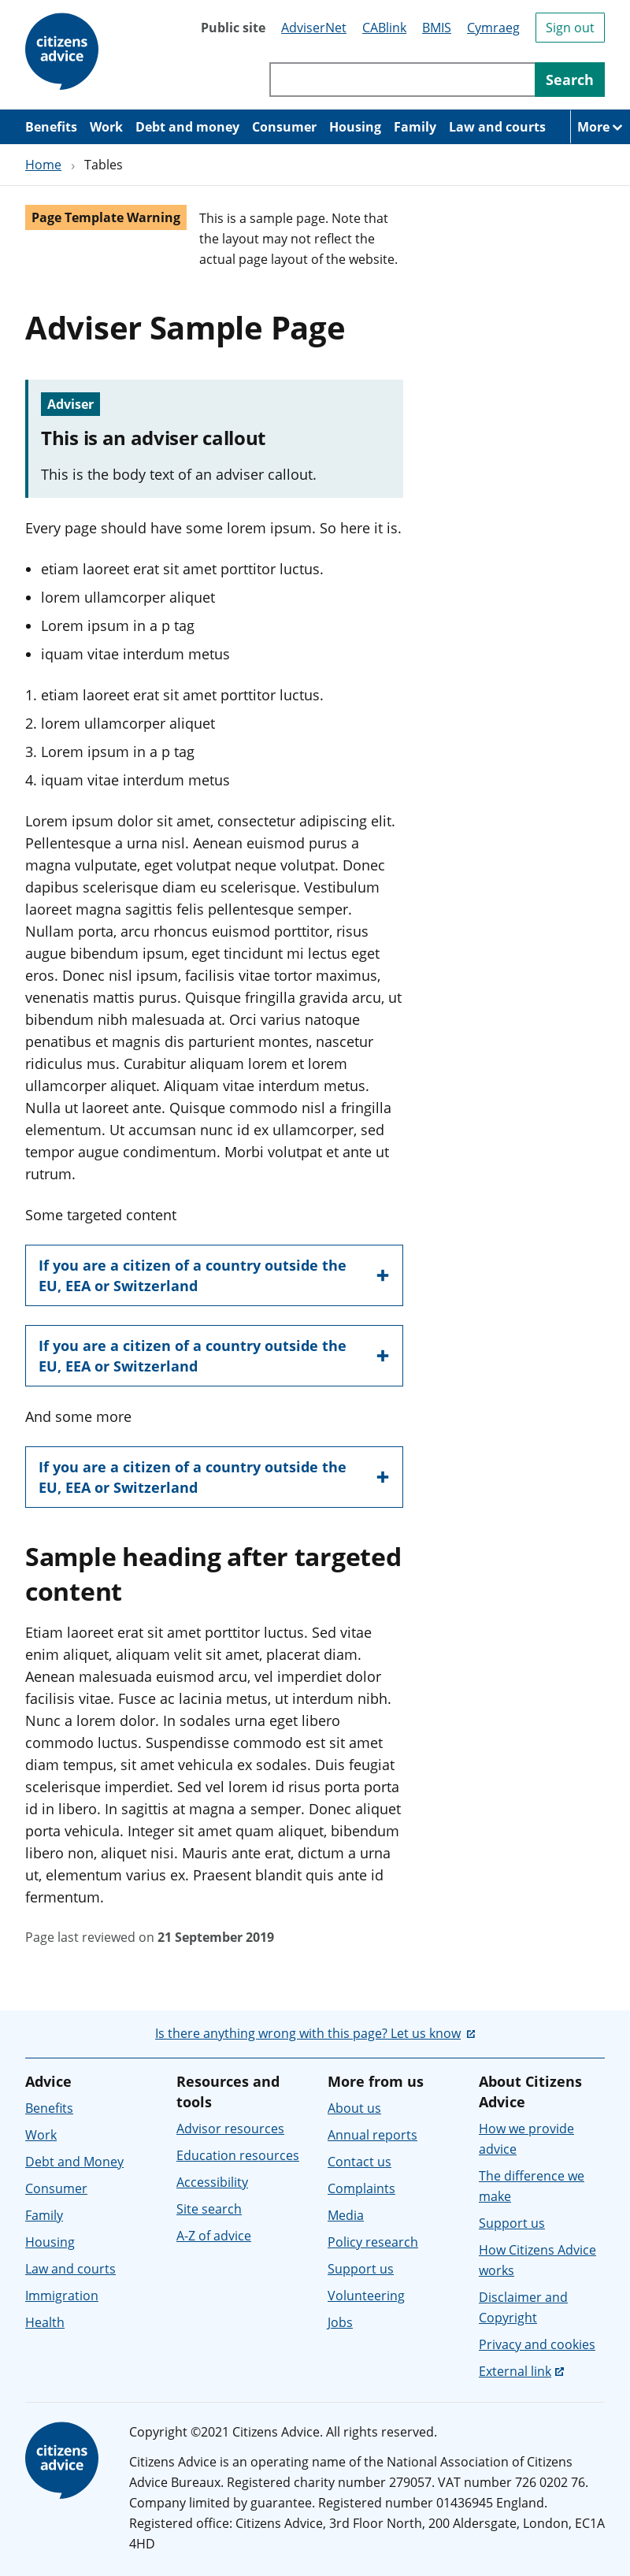 citizens
advice
Public site AdviserNet CABlink BMIS Cymraeg Sign out
Search
Benefits Work Debt and money Consumer Housing Family Law and courts More
Home › Tables
Page Template Warning
This is a sample page. Note that
the layout may not reflect the
actual page layout of the website.
Adviser Sample Page
Adviser
This is an adviser callout
This is the body text of an adviser callout.
Every page should have some lorem ipsum. So here it is.
• etiam laoreet erat sit amet porttitor luctus.
• lorem ullamcorper aliquet
• Lorem ipsum in a p tag
• iquam vitae interdum metus
1. etiam laoreet erat sit amet porttitor luctus.
2. lorem ullamcorper aliquet
3. Lorem ipsum in a p tag
4. iquam vitae interdum metus
Lorem ipsum dolor sit amet, consectetur adipiscing elit.
Pellentesque a urna nisl. Aenean euismod purus a
magna vulputate, eget volutpat neque volutpat. Donec
dapibus scelerisque diam eu scelerisque. Vestibulum
laoreet magna sagittis felis pellentesque semper.
Nullam porta, arcu rhoncus euismod porttitor, risus
augue bibendum ipsum, eget tincidunt mi lectus eget
eros. Donec nisl ipsum, facilisis vitae tortor maximus,
venenatis mattis purus. Quisque fringilla gravida arcu, ut
bibendum nibh malesuada at. Orci varius natoque
penatibus et magnis dis parturient montes, nascetur
ridiculus mus. Curabitur aliquam lorem et lorem
ullamcorper aliquet. Aliquam vitae interdum metus.
Nulla ut laoreet ante. Quisque commodo nisl a fringilla
elementum. Ut accumsan nunc id ex ullamcorper, sed
tempor augue condimentum. Morbi volutpat et ante ut
rutrum.
Some targeted content
If you are a citizen of a country outside the
EU, EEA or Switzerland
If you are a citizen of a country outside the
EU, EEA or Switzerland
And some more
If you are a citizen of a country outside the
EU, EEA or Switzerland
Sample heading after targeted
content
Etiam laoreet erat sit amet porttitor luctus. Sed vitae
enim aliquet, aliquam velit sit amet, placerat diam.
Aenean malesuada euismod arcu, vel imperdiet dolor
facilisis vitae. Fusce ac lacinia metus, ut interdum nibh.
Nunc a lorem dolor. In sodales urna eget libero
commodo luctus. Suspendisse commodo est sit amet
diam tempus, sit amet vehicula ex sodales. Duis feugiat
scelerisque imperdiet. Sed vel lorem id risus porta porta
id in libero. In sagittis at magna a semper. Donec aliquet
porta vehicula. Integer sit amet quam aliquet, bibendum
libero non, aliquet nisi. Mauris ante erat, dictum a urna
ut, elementum varius ex. Praesent blandit quis ante id
fermentum.
Page last reviewed on 21 September 2019
Is there anything wrong with this page? Let us know
Advice
Benefits
Work
Debt and Money
Consumer
Family
Housing
Law and courts
Immigration
Health
Resources and
tools
Advisor resources
Education resources
Accessibility
Site search
A-Z of advice
More from us
About us
Annual reports
Contact us
Complaints
Media
Policy research
Support us
Volunteering
Jobs
About Citizens
Advice
How we provide
advice
The difference we
make
Support us
How Citizens Advice
works
Disclaimer and
Copyright
Privacy and cookies
External link
citizens
advice
Copyright ©2021 Citizens Advice. All rights reserved.
Citizens Advice is an operating name of the National Association of Citizens
Advice Bureaux. Registered charity number 279057. VAT number 726 0202 76.
Company limited by guarantee. Registered number 01436945 England.
Registered office: Citizens Advice, 3rd Floor North, 200 Aldersgate, London, EC1A
4HD